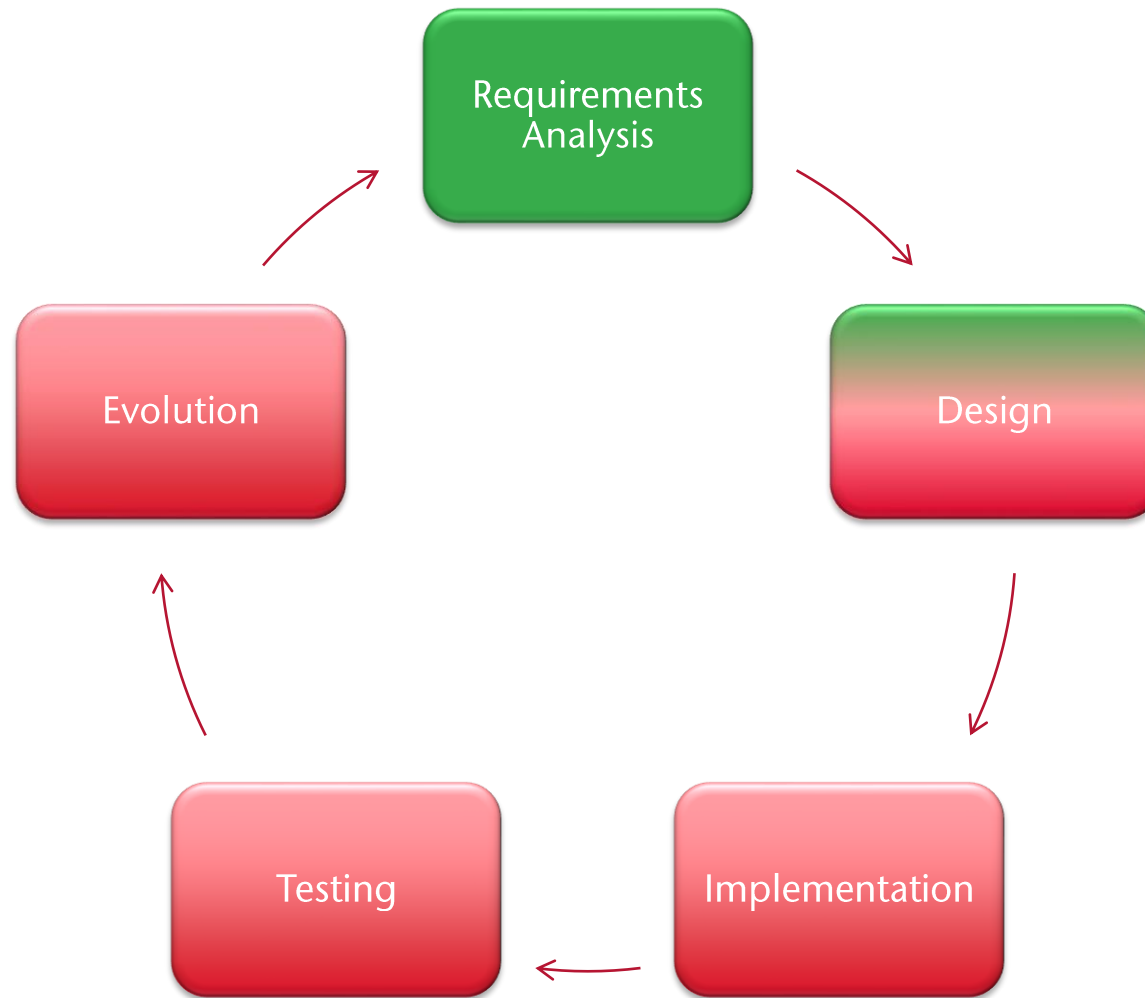 Requirements
Analysis
Design
Implementation
Testing
Evolution